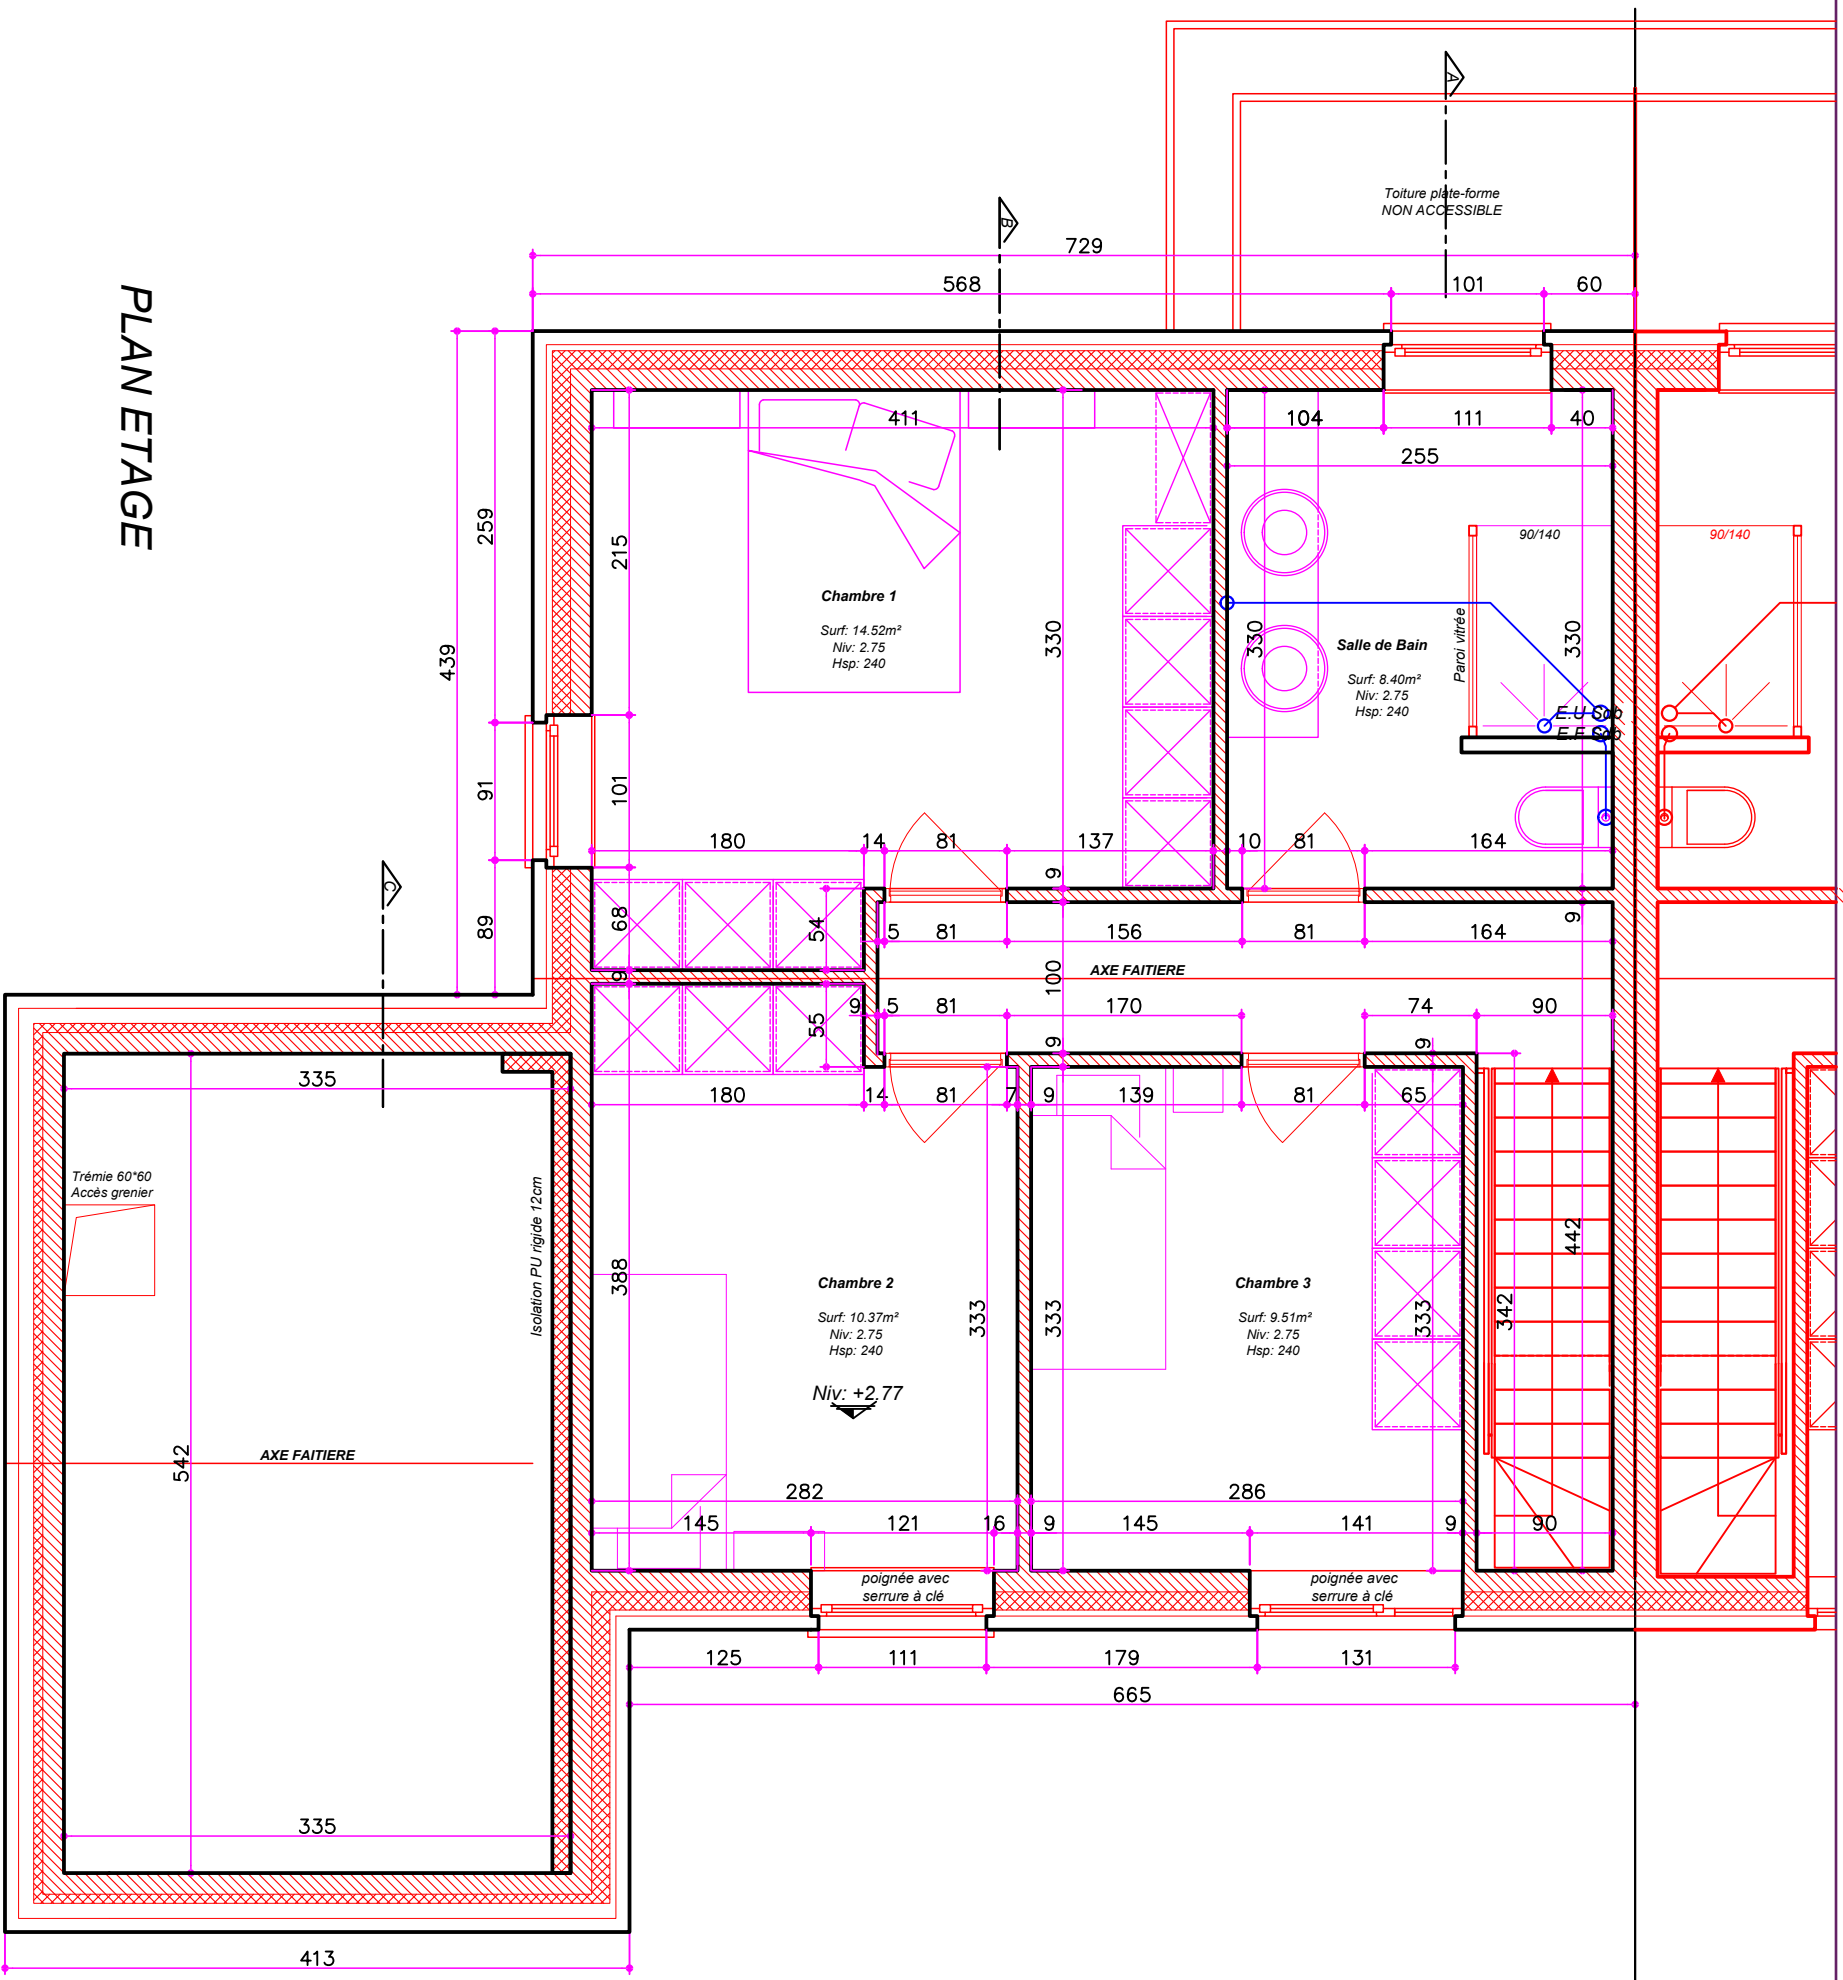 A
Toiture plate-forme
NON ACCESSIBLE
B
729
568 101 60
PLAN ETAGE
411 104 111 40
255
259
215
439
90/140 90/140
Chambre 1
Surf: 14.52m²
Niv: 2.75
Hsp: 240
330
330
Salle de Bain
Surf: 8.40m²
Niv: 2.75
Hsp: 240
Paroi vitrée
330
E.U Sdb
E.F Sdb
91
101
180 14 81 137 10 81 164
9
C
89
68
54
5 81 156 81 164
9
9
100
AXE FAITIERE
9 5 81 170 74 90
55
9
9
335
180 14 81 7 9 139 81 65
Trémie 60*60
Accès grenier
Isolation PU rigide 12cm
388
Chambre 2
Surf: 10.37m²
Niv: 2.75
Hsp: 240
Niv: +2.77
333
333
Chambre 3
Surf: 9.51m²
Niv: 2.75
Hsp: 240
333
342
442
542
AXE FAITIERE
282 286
145 121 16 9 145 141 9 90
poignée avec
serrure à clé
poignée avec
serrure à clé
125 111 179 131
665
335
413